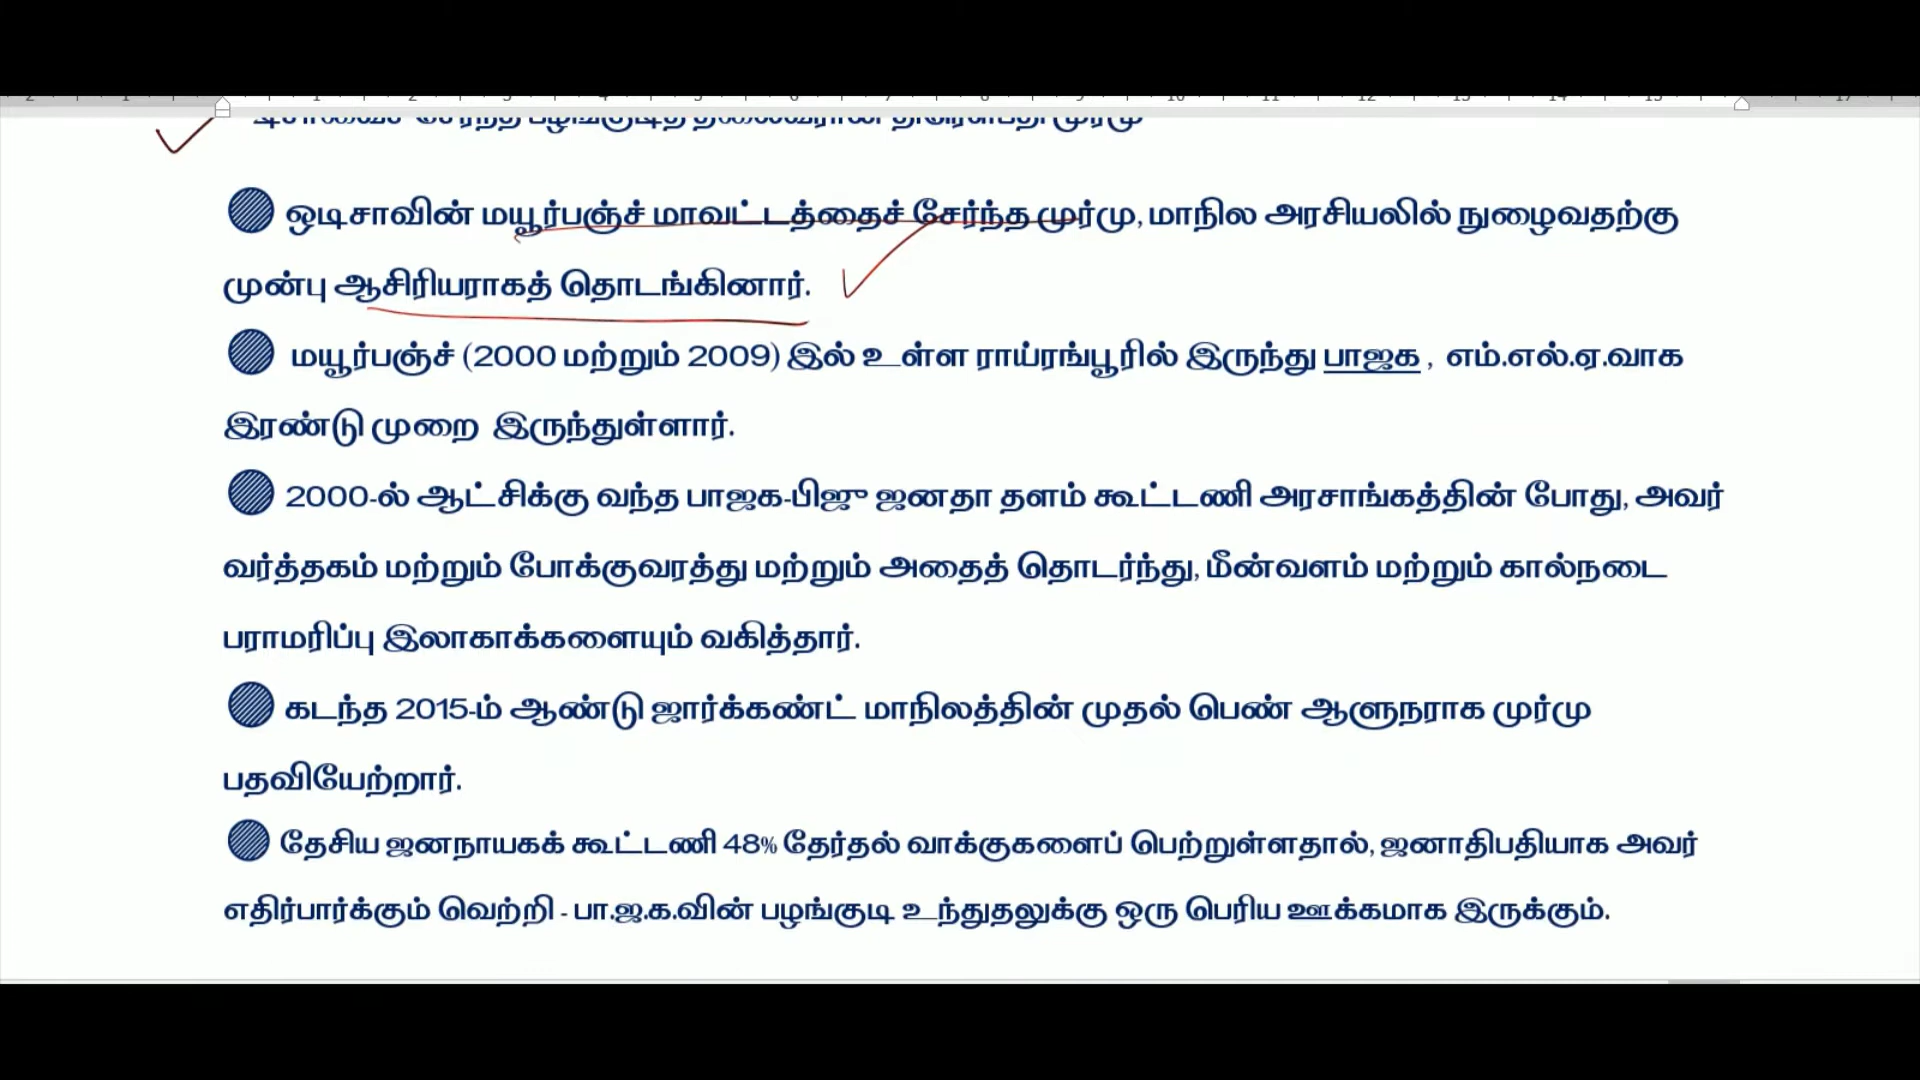 சேர்ந்த பழங்குடித் தலைவரான திரௌபதி முர்மு
ஒடிசாவின் மயூர்பஞ்ச் மாவட்டத்தைச் சேர்ந்த முர்மு, மாநில அரசியலில் நுழைவதற்கு
முன்பு ஆசிரியராகத் தொடங்கினார்.
மயூர்பஞ்ச் (2000 மற்றும் 2009) இல் உள்ள ராய்ரங்பூரில் இருந்து பாஜக , எம்.எல்.ஏ.வாக
இரண்டு முறை இருந்துள்ளார்.
2000-ல் ஆட்சிக்கு வந்த பாஜக-பிஜு ஜனதா தளம் கூட்டணி அரசாங்கத்தின் போது, அவர்
வர்த்தகம் மற்றும் போக்குவரத்து மற்றும் அதைத் தொடர்ந்து, மீன்வளம் மற்றும் கால்நடை
பராமரிப்பு இலாகாக்களையும் வகித்தார்.
கடந்த 2015-ம் ஆண்டு ஜார்க்கண்ட் மாநிலத்தின் முதல் பெண் ஆளுநராக முர்மு
பதவியேற்றார்.
தேசிய ஜனநாயகக் கூட்டணி 48% தேர்தல் வாக்குகளைப் பெற்றுள்ளதால், ஜனாதிபதியாக அவர்
எதிர்பார்க்கும் வெற்றி - பா.ஜ.க.வின் பழங்குடி உந்துதலுக்கு ஒரு பெரிய ஊக்கமாக இருக்கும்.